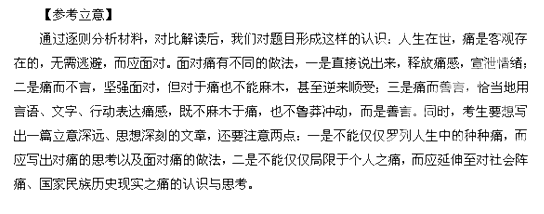 【参考立意】
通过逐则分析材料，对比解读后，我们对题目形成这样的认识：人生在世，痛是客观存
在的，无需逃避，而应面对。面对痛有不同的做法，一是直接说出来，释放痛感，宣泄情绪；
二是痛而不言，坚强面对，但对于痛也不能麻木，甚至逆来顺受；三是痛而善言，恰当地用
言语、文字、行动表达痛感，既不麻木于痛，也不鲁莽冲动，而是善言。同时，考生要想写
出一篇立意深远、思想深刻的文章，还要注意两点：一是不能仅仅罗列人生中的种种痛，而
应写出对痛的思考以及面对痛的做法，二是不能仅仅局限于个人之痛，而应延伸至对社会阵
痛、国家民族历史现实之痛的认识与思考。